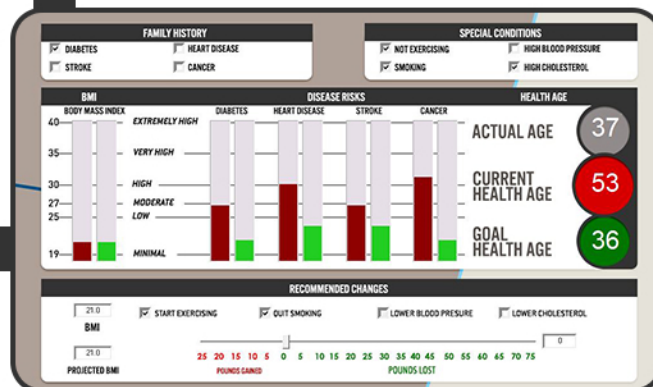 FAMILY HISTORY
DIABETES HEART DISEASE
STROKE CANCER
SPECIAL CONDITIONS
NOT EXERCISING HIGH BLOOD PRESSURE
SMOKING HIGH CHOLESTEROL
BMI DISEASE RISKS HEALTH AGE
BODY MASS INDEX DIABETES HEART DISEASE STROKE CANCER
40 EXTREMELY HIGH
35 VERY HIGH
30 HIGH
27 MODERATE
25 LOW
19 MINIMAL
ACTUAL AGE 37
CURRENT
HEALTH AGE 53
GOAL
HEALTH AGE 36
RECOMMENDED CHANGES
21.0 START EXERCISING QUIT SMOKING LOWER BLOOD PRESURE LOWER CHOLESTEROL
BMI
21.0 0
PROJECTED BMI
25 20 15 10 5 0 5 10 15 20 25 30 35 40 45 50 55 60 65 70 75
POUNDS GAINED POUNDS LOST